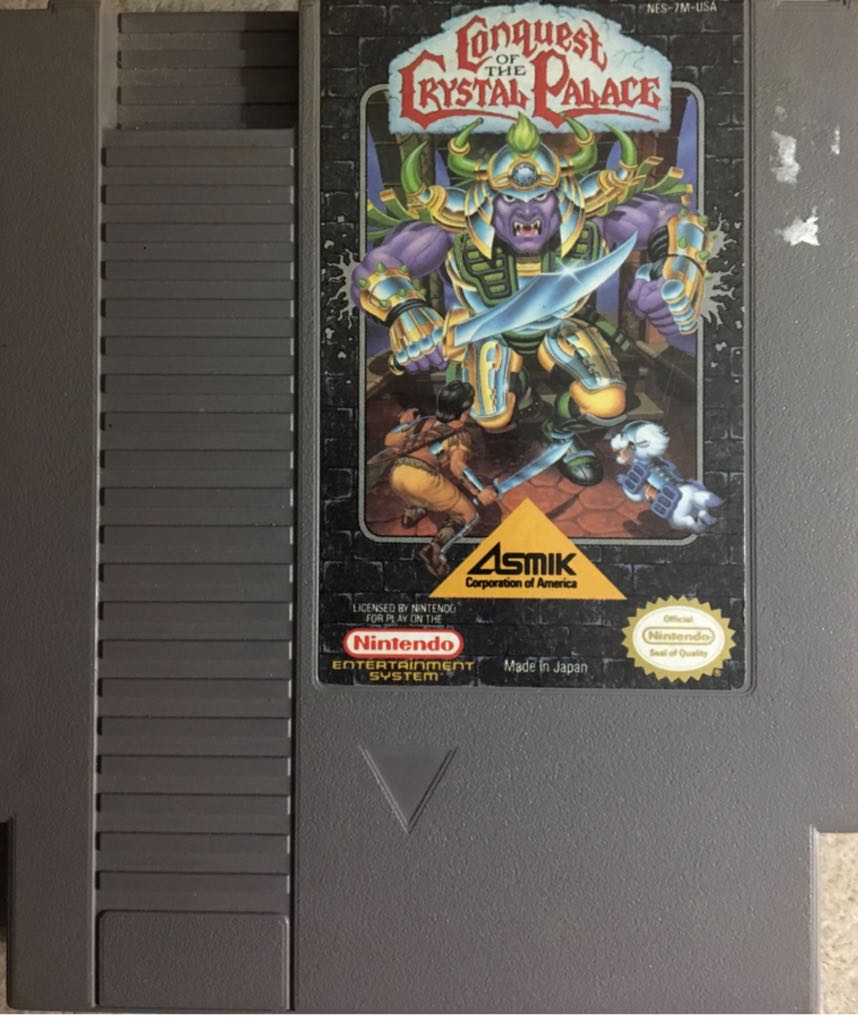 NES-7M-USA
Conquest
OF
THE
CRYSTAL PALACE
ASMIK
Corporation of America
LICENSED BY NINTENDO
FOR PLAY ON THE
Nintendo
ENTERTAINMENT
SYSTEM
Made in Japan
Official
Nintendo
Seal of Quality